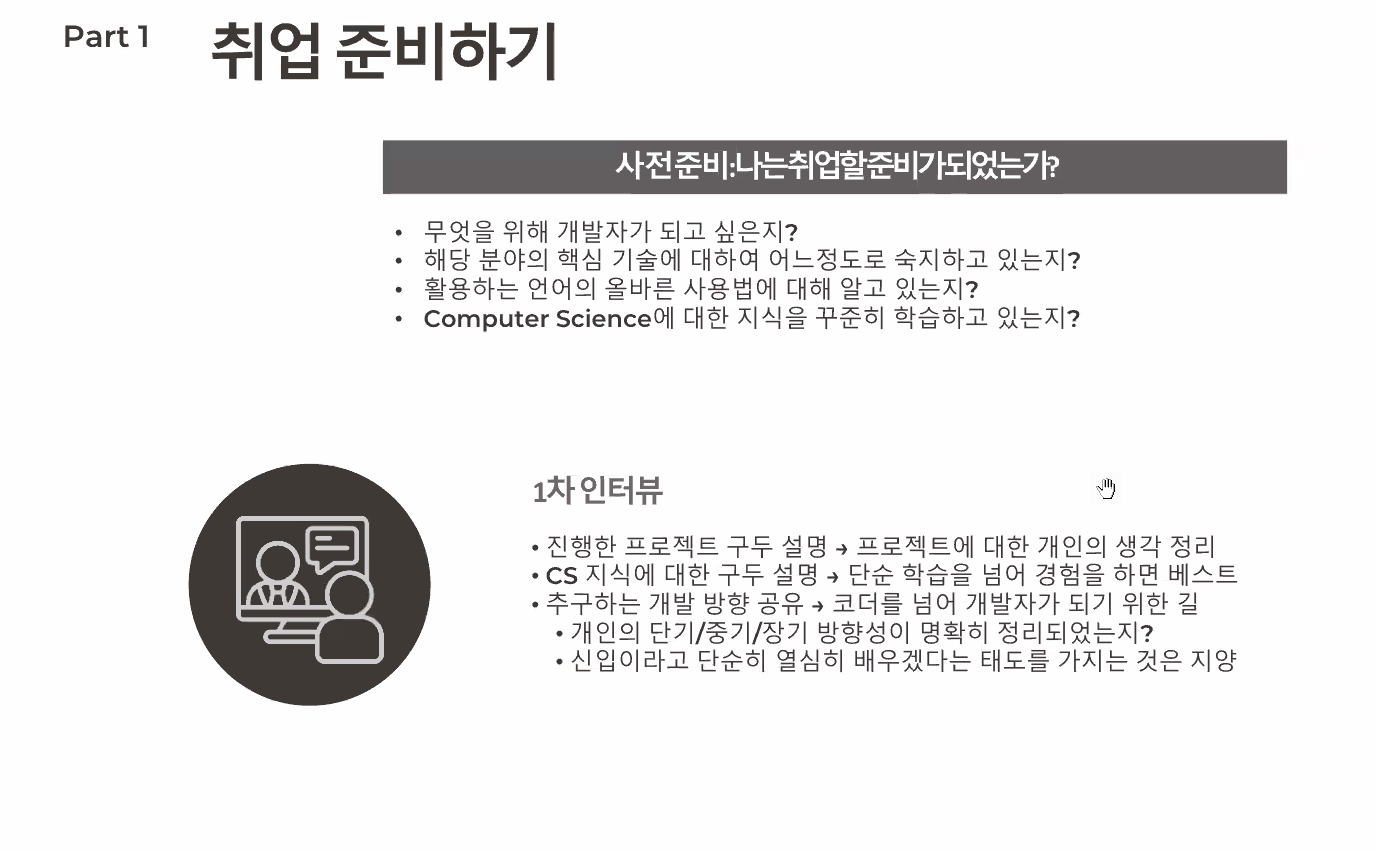 Part 1
취업 준비하기
사전 준비:나는 취업할 준비가 되었는가?
• 무엇을 위해 개발자가 되고 싶은지?
• 해당 분야의 핵심 기술에 대하여 어느정도로 숙지하고 있는지?
• 활용하는 언어의 올바른 사용법에 대해 알고 있는지?
• Computer Science에 대한 지식을 꾸준히 학습하고 있는지?
1차 인터뷰
• 진행한 프로젝트 구두 설명 → 프로젝트에 대한 개인의 생각 정리
• CS 지식에 대한 구두 설명 → 단순 학습을 넘어 경험을 하면 베스트
• 추구하는 개발 방향 공유 → 코더를 넘어 개발자가 되기 위한 길
• 개인의 단기/중기/장기 방향성이 명확히 정리되었는지?
• 신입이라고 단순히 열심히 배우겠다는 태도를 가지는 것은 지양